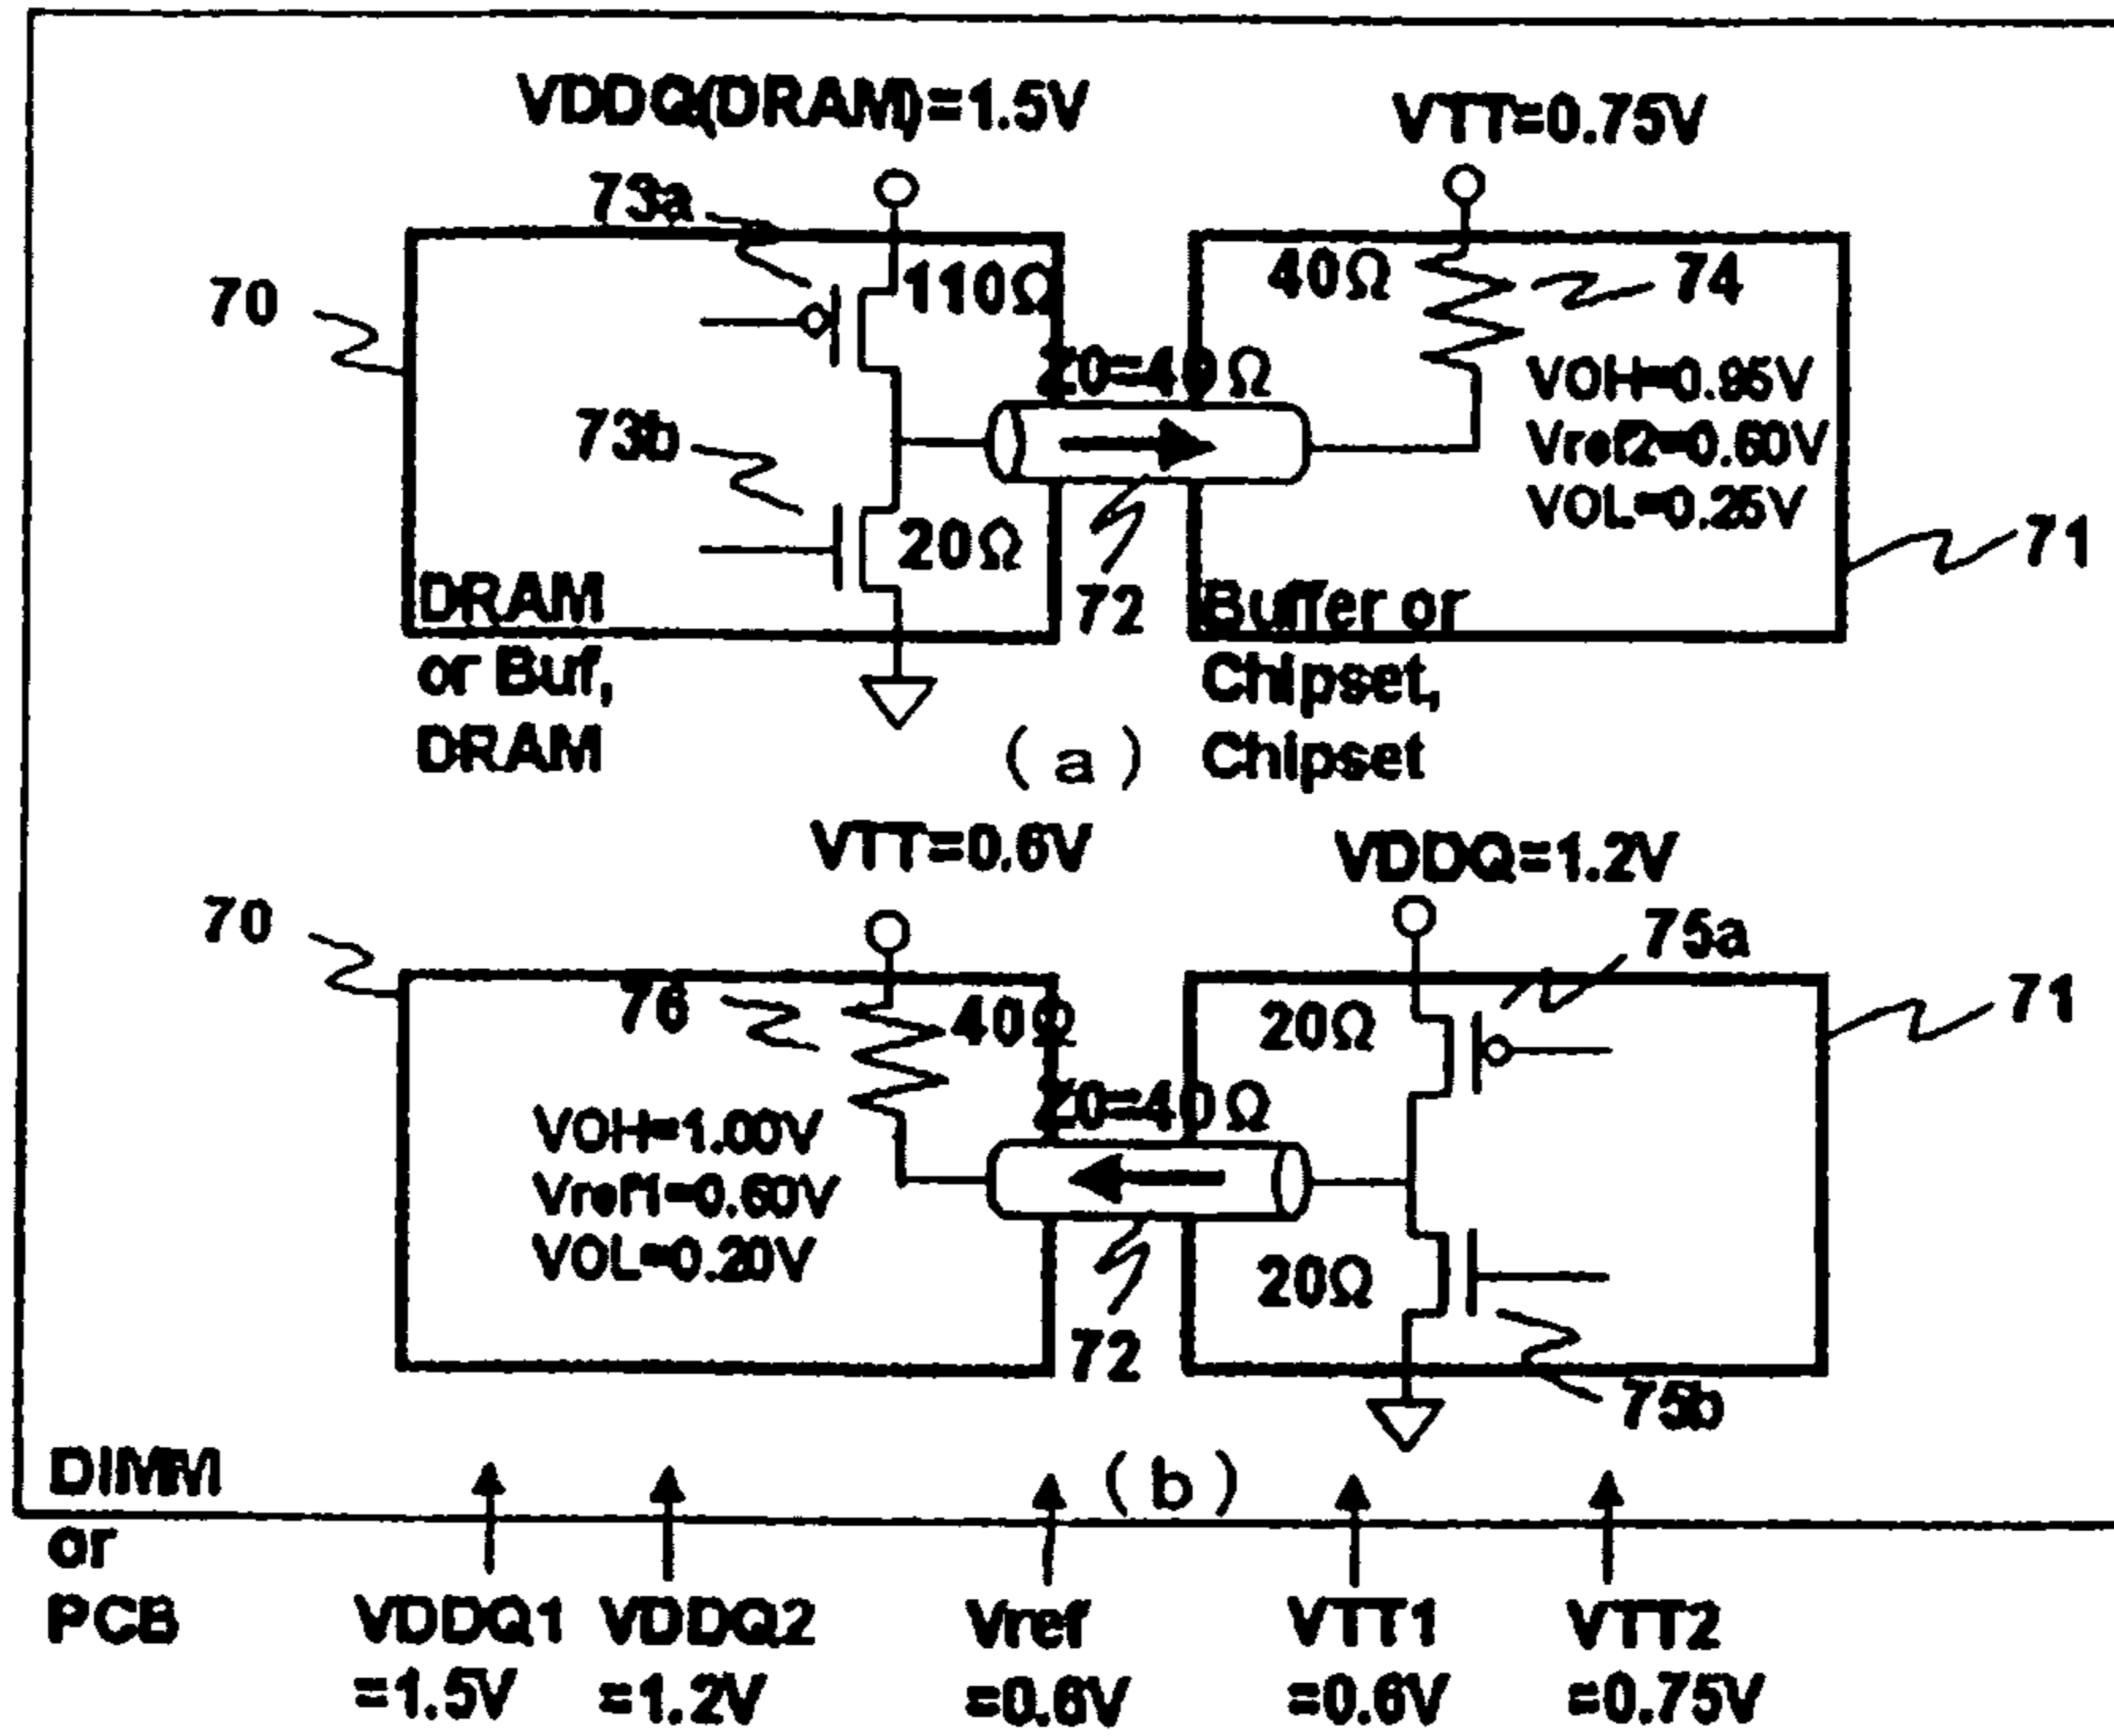 VDDQ(DRAM)=1.5V
VTT=0.75V
73a
70
110Ω
40Ω
74
Z0=40Ω
VOH=0.95V
73b
Vref2=0.60V
VOL=0.25V
20Ω
71
72
DRAM
or Buf,
DRAM
Buffer or
Chipset,
Chipset
(a)
VTT=0.6V
VDDQ=1.2V
70
75a
76
40Ω
20Ω
71
Z0=40Ω
VOH=1.00V
Vref1=0.60V
VOL=0.20V
20Ω
72
75b
(b)
DIMM
or
PCB
VDDQ1
=1.5V
VDDQ2
=1.2V
Vref
=0.6V
VTT1
=0.6V
VTT2
=0.75V